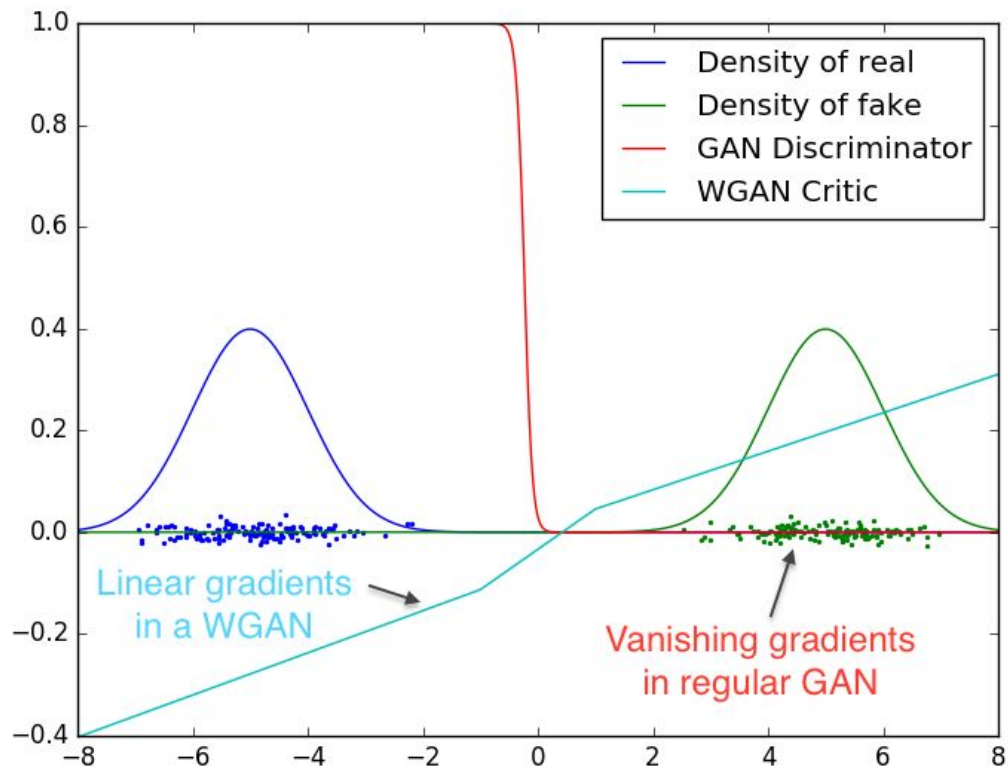 1.0
0.8
0.6
0.4
0.2
0.0
−0.2
−0.4
−8
−6
−4
−2
0
2
4
6
8
Density of real
Density of fake
GAN Discriminator
WGAN Critic
Linear gradients
in a WGAN
Vanishing gradients
in regular GAN